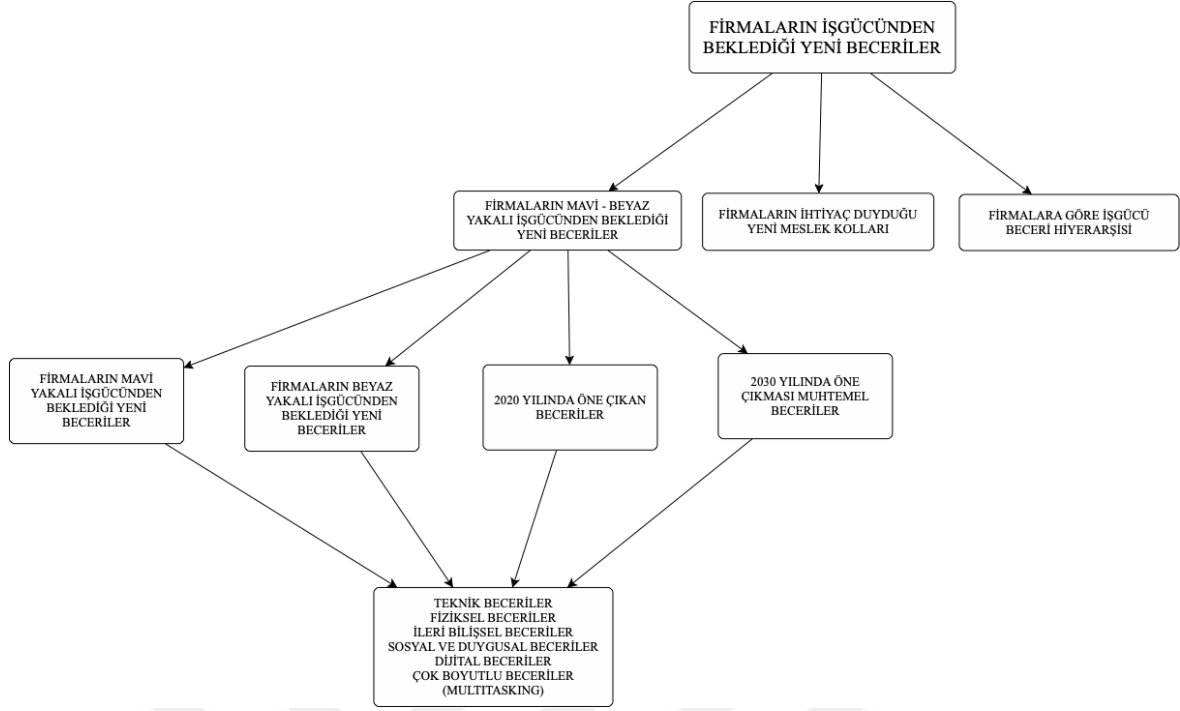 FİRMALARIN İŞGÜCÜNDEN
BEKLEDİĞİ YENİ BECERİLER
FİRMALARIN MAVİ - BEYAZ
YAKALI İŞGÜCÜNDEN BEKLEDİĞİ
YENİ BECERİLER
FİRMALARIN İHTİYAÇ DUYDUĞU
YENİ MESLEK KOLLARI
FİRMALARA GÖRE İŞGÜCÜ
BECERİ HİYERARŞİSİ
FİRMALARIN MAVİ
YAKALI İŞGÜCÜNDEN
BEKLEDİĞİ YENİ
BECERİLER
FİRMALARIN BEYAZ
YAKALI İŞGÜCÜNDEN
BEKLEDİĞİ YENİ
BECERİLER
2020 YILINDA ÖNE ÇIKAN
BECERİLER
2030 YILINDA ÖNE
ÇIKMASI MUHTEMEL
BECERİLER
TEKNİK BECERİLER
FİZİKSEL BECERİLER
İLERİ BİLİŞSEL BECERİLER
SOSYAL VE DUYGUSAL BECERİLER
DİJİTAL BECERİLER
ÇOK BOYUTLU BECERİLER
(MULTITASKING)